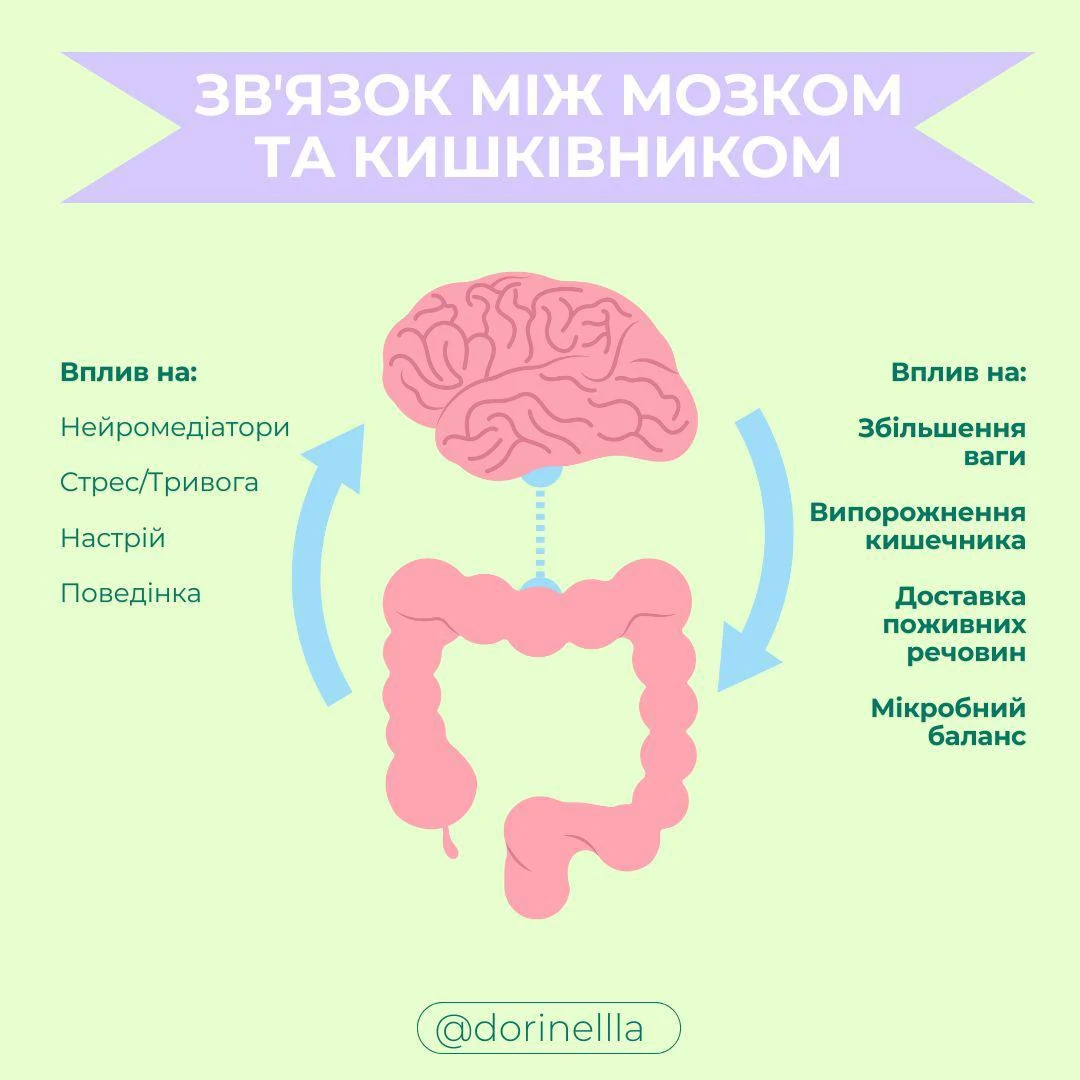 ЗВ'ЯЗОК МІЖ МОЗКОМ
ТА КИШКІВНИКОМ
Вплив на:
Нейромедіатори
Стрес/Тривога
Настрій
Поведінка
Вплив на:
Збільшення
ваги
Випорожнення
кишечника
Доставка
поживних
речовин
Мікробний
баланс
@dorinellla